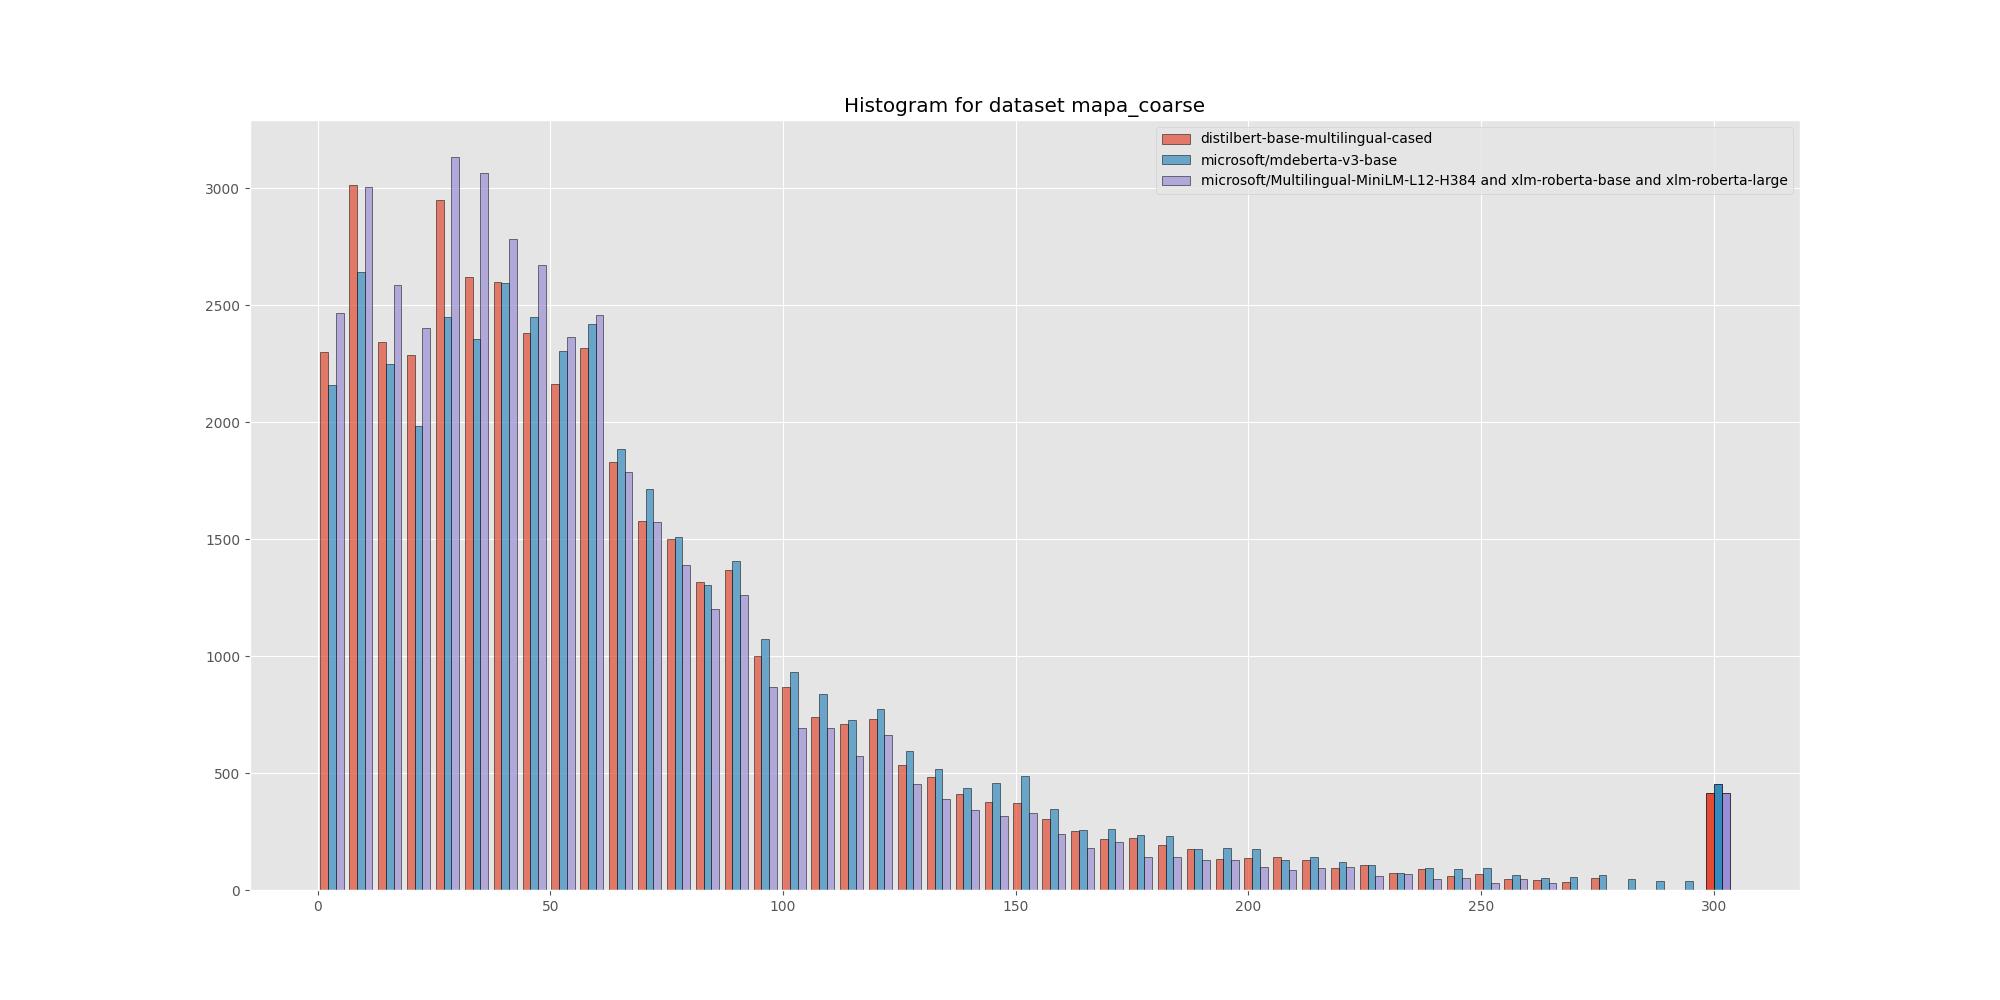 Histogram for dataset mapa_coarse
distilbert-base-multilingual-cased
microsoft/mdeberta-v3-base
microsoft/Multilingual-MiniLM-L12-H384 and xlm-roberta-base and xlm-roberta-large
3000
2500
2000
1500
1000
500
0
0 50 100 150 200 250 300